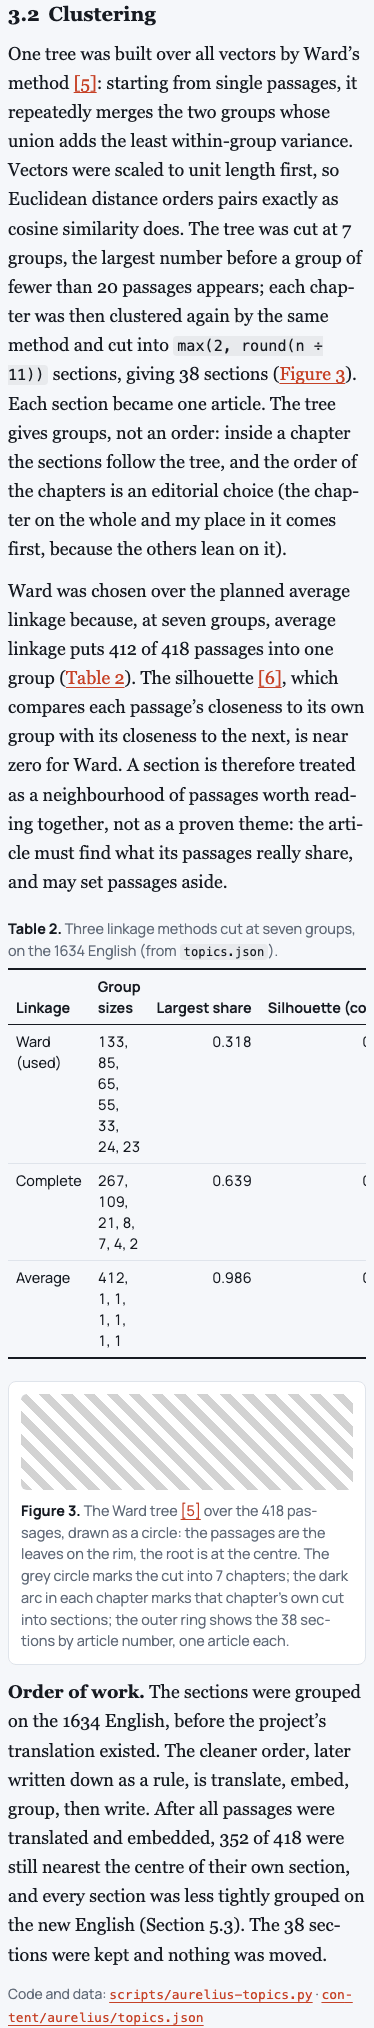 3.2 Clustering
One tree was built over all vectors by Ward's
method [5]: starting from single passages, it
repeatedly merges the two groups whose
union adds the least within-group variance.
Vectors were scaled to unit length first, so
Euclidean distance orders pairs exactly as
cosine similarity does. The tree was cut at 7
groups, the largest number before a group of
fewer than 20 passages appears; each chap-
ter was then clustered again by the same
method and cut into max(2, round(n ÷
11)) sections, giving 38 sections (Figure 3).
Each section became one article. The tree
gives groups, not an order: inside a chapter
the sections follow the tree, and the order of
the chapters is an editorial choice (the chap-
ter on the whole and my place in it comes
first, because the others lean on it).
Ward was chosen over the planned average
linkage because, at seven groups, average
linkage puts 412 of 418 passages into one
group (Table 2). The silhouette [6], which
compares each passage's closeness to its own
group with its closeness to the next, is near
zero for Ward. A section is therefore treated
as a neighbourhood of passages worth read-
ing together, not as a proven theme: the arti-
cle must find what its passages really share,
and may set passages aside.
Table 2. Three linkage methods cut at seven groups,
on the 1634 English (from topics.json).
Group
Linkage sizes Largest share Silhouette (co
Ward 133, 0.318
(used) 85,
65,
55,
33,
24, 23
Complete 267, 0.639
109,
21, 8,
7, 4, 2
Average 412, 0.986
1, 1,
1, 1,
1, 1
Figure 3. The Ward tree [5] over the 418 pas-
sages, drawn as a circle: the passages are the
leaves on the rim, the root is at the centre. The
grey circle marks the cut into 7 chapters; the dark
arc in each chapter marks that chapter's own cut
into sections; the outer ring shows the 38 sec-
tions by article number, one article each.
Order of work. The sections were grouped
on the 1634 English, before the project's
translation existed. The cleaner order, later
written down as a rule, is translate, embed,
group, then write. After all passages were
translated and embedded, 352 of 418 were
still nearest the centre of their own section,
and every section was less tightly grouped on
the new English (Section 5.3). The 38 sec-
tions were kept and nothing was moved.
Code and data: scripts/aurelius-topics.py · con-
tent/aurelius/topics.json